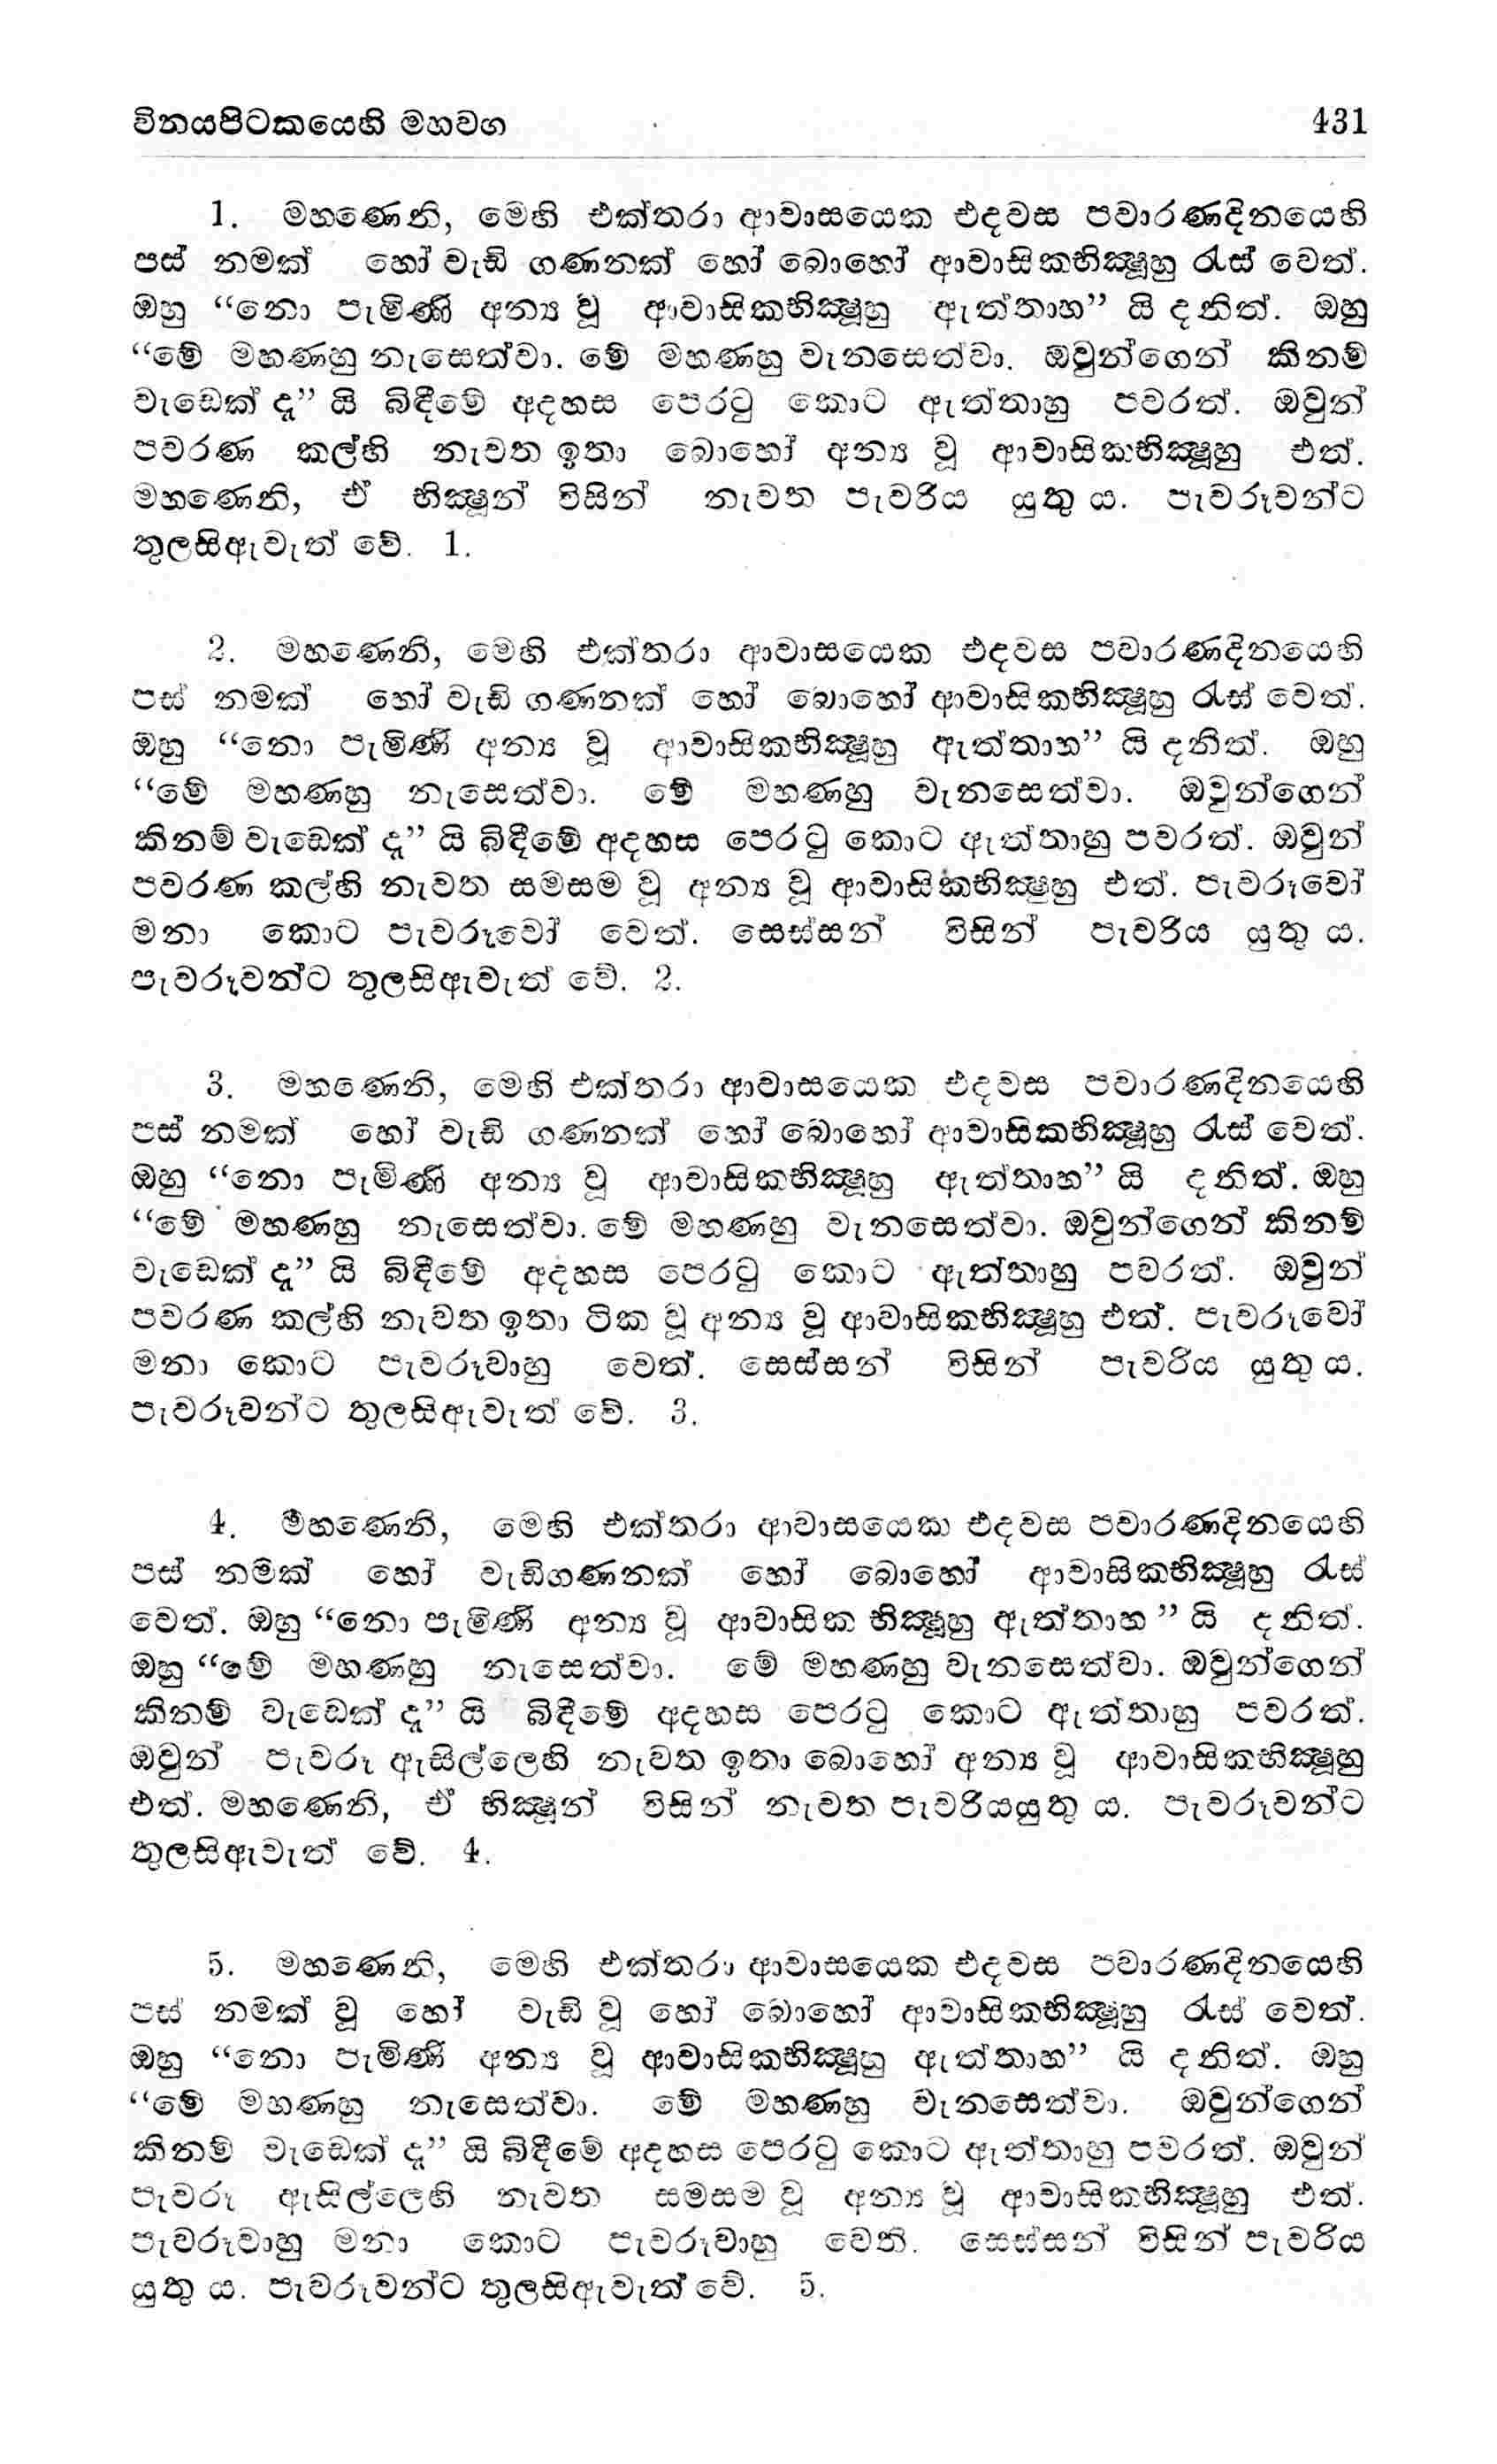 විනයපිටකයෙහි මහවග 431
1. මහණෙනි, මෙහි එක්තරා ආවාසයෙක එදවස පවාරණදිනයෙහි
පස් නමක් හෝ වැඩි ගණනක් හෝ බොහෝ ආවාසිකභික්‍ෂූහු රැස් වෙත්.
ඔහු “නො පැමිණි අන්‍ය වූ ආවාසිකභික්‍ෂූහු ඇත්තාහ” යි දනිත්. ඔහු
“මේ මහණහු නැසෙත්වා. මේ මහණහු වැනසෙත්වා. ඔවුන්ගෙන් කිනම්
වැඩෙක් දැ” යි බිඳීමේ අදහස පෙරටු කොට ඇත්තාහු පවරත්. ඔවුන්
පවරණ කල්හි නැවත ඉතා බොහෝ අන්‍ය වූ ආවාසිකභික්‍ෂූහු එත්.
මහණෙනි, ඒ භික්‍ෂූන් විසින් නැවත පැවරිය යුතු ය. පැවරූවන්ට
තුලසිඇවැත් වේ. 1.
2. මහණෙනි, මෙහි එක්තරා ආවාසයෙක එදවස පවාරණදිනයෙහි
පස් නමක් හෝ වැඩි ගණනක් හෝ බොහෝ ආවාසිකභික්‍ෂූහු රැස් වෙත්.
ඔහු “නො පැමිණි අන්‍ය වූ ආවාසිකභික්‍ෂූහු ඇත්තාහ” යි දනිත්. ඔහු
“මේ මහණහු නැසෙත්වා. මේ මහණහු වැනසෙත්වා. ඔවුන්ගෙන්
කිනම් වැඩෙක් දැ” යි බිඳීමේ අදහස පෙරටු කොට ඇත්තාහු පවරත්. ඔවුන්
පවරණ කල්හි නැවත සමසම වූ අන්‍ය වූ ආවාසිකභික්‍ෂුහු එත්. පැවරූවෝ
මනා කොට පැවරූවෝ වෙත්. සෙස්සන් විසින් පැවරිය යුතු ය.
පැවරූවන්ට තුලසිඇවැත් වේ. 2.
3. මහණෙනි, මෙහි එක්තරා ආවාසයෙක එදවස පවාරණදිනයෙහි
පස් නමක් හෝ වැඩි ගණනක් හෝ බොහෝ ආවාසිකභික්‍ෂූහු රැස් වෙත්.
ඔහු “නො පැමිණි අන්‍ය වූ ආවාසිකභික්‍ෂූහු ඇත්තාහ” යි දනිත්. ඔහු
“මේ මහණහු නැසෙත්වා. මේ මහණහු වැනසෙත්වා. ඔවුන්ගෙන් කිනම්
වැඩෙක් දැ” යි බිඳීමේ අදහස පෙරටු කොට ඇත්තාහු පවරත්. ඔවුන්
පවරණ කල්හි නැවත ඉතා ටික වූ අන්‍ය වූ ආවාසිකභික්‍ෂූහු එත්. පැවරූවෝ
මනා කොට පැවරූවාහු වෙත්. සෙස්සන් විසින් පැවරිය යුතු ය.
පැවරූවන්ට තුලසිඇවැත් වේ. 3.
4. මහණෙනි, මෙහි එක්තරා ආවාසයෙක එදවස පවාරණදිනයෙහි
පස් නමක් හෝ වැඩිගණනක් හෝ බොහෝ ආවාසිකභික්‍ෂූහු රැස්
වෙත්. ඔහු “නො පැමිණි අන්‍ය වූ ආවාසික භික්‍ෂූහු ඇත්තාහ” යි දනිත්.
ඔහු “මේ මහණහු නැසෙත්වා. මේ මහණහු වැනසෙත්වා. ඔවුන්ගෙන්
කිනම් වැඩෙක් දැ” යි බිඳීමේ අදහස පෙරටු කොට ඇත්තාහු පවරත්.
ඔවුන් පැවරූ ඇසිල්ලෙහි නැවත ඉතා බොහෝ අන්‍ය වූ ආවාසිකභික්‍ෂූහු
එත්. මහණෙනි, ඒ භික්‍ෂූන් විසින් නැවත පැවරියයුතු ය. පැවරූවන්ට
තුලසිඇවැත් වේ. 4.
5. මහණෙනි, මෙහි එක්තරා ආවාසයෙක එදවස පවාරණදිනයෙහි
පස් නමක් වූ හෝ වැඩි වූ හෝ බොහෝ ආවාසිකභික්‍ෂූහු රැස් වෙත්.
ඔහු “නො පැමිණි අන්‍ය වූ ආවාසිකභික්‍ෂූහු ඇත්තාහ” යි දනිත්. ඔහු
“මේ මහණහු නැසෙත්වා. මේ මහණහු වැනසෙත්වා. ඔවුන්ගෙන්
කිනම් වැඩෙක් දැ” යි බිඳීමේ අදහස පෙරටු කොට ඇත්තාහු පවරත්. ඔවුන්
පැවරූ ඇසිල්ලෙහි නැවත සමසම වූ අන්‍ය වූ ආවාසිකභික්‍ෂූහු එත්.
පැවරූවාහු මනා කොට පැවරූවාහු වෙති. සෙස්සන් විසින් පැවරිය
යුතු ය. පැවරූවන්ට තුලසිඇවැත් වේ. 5.